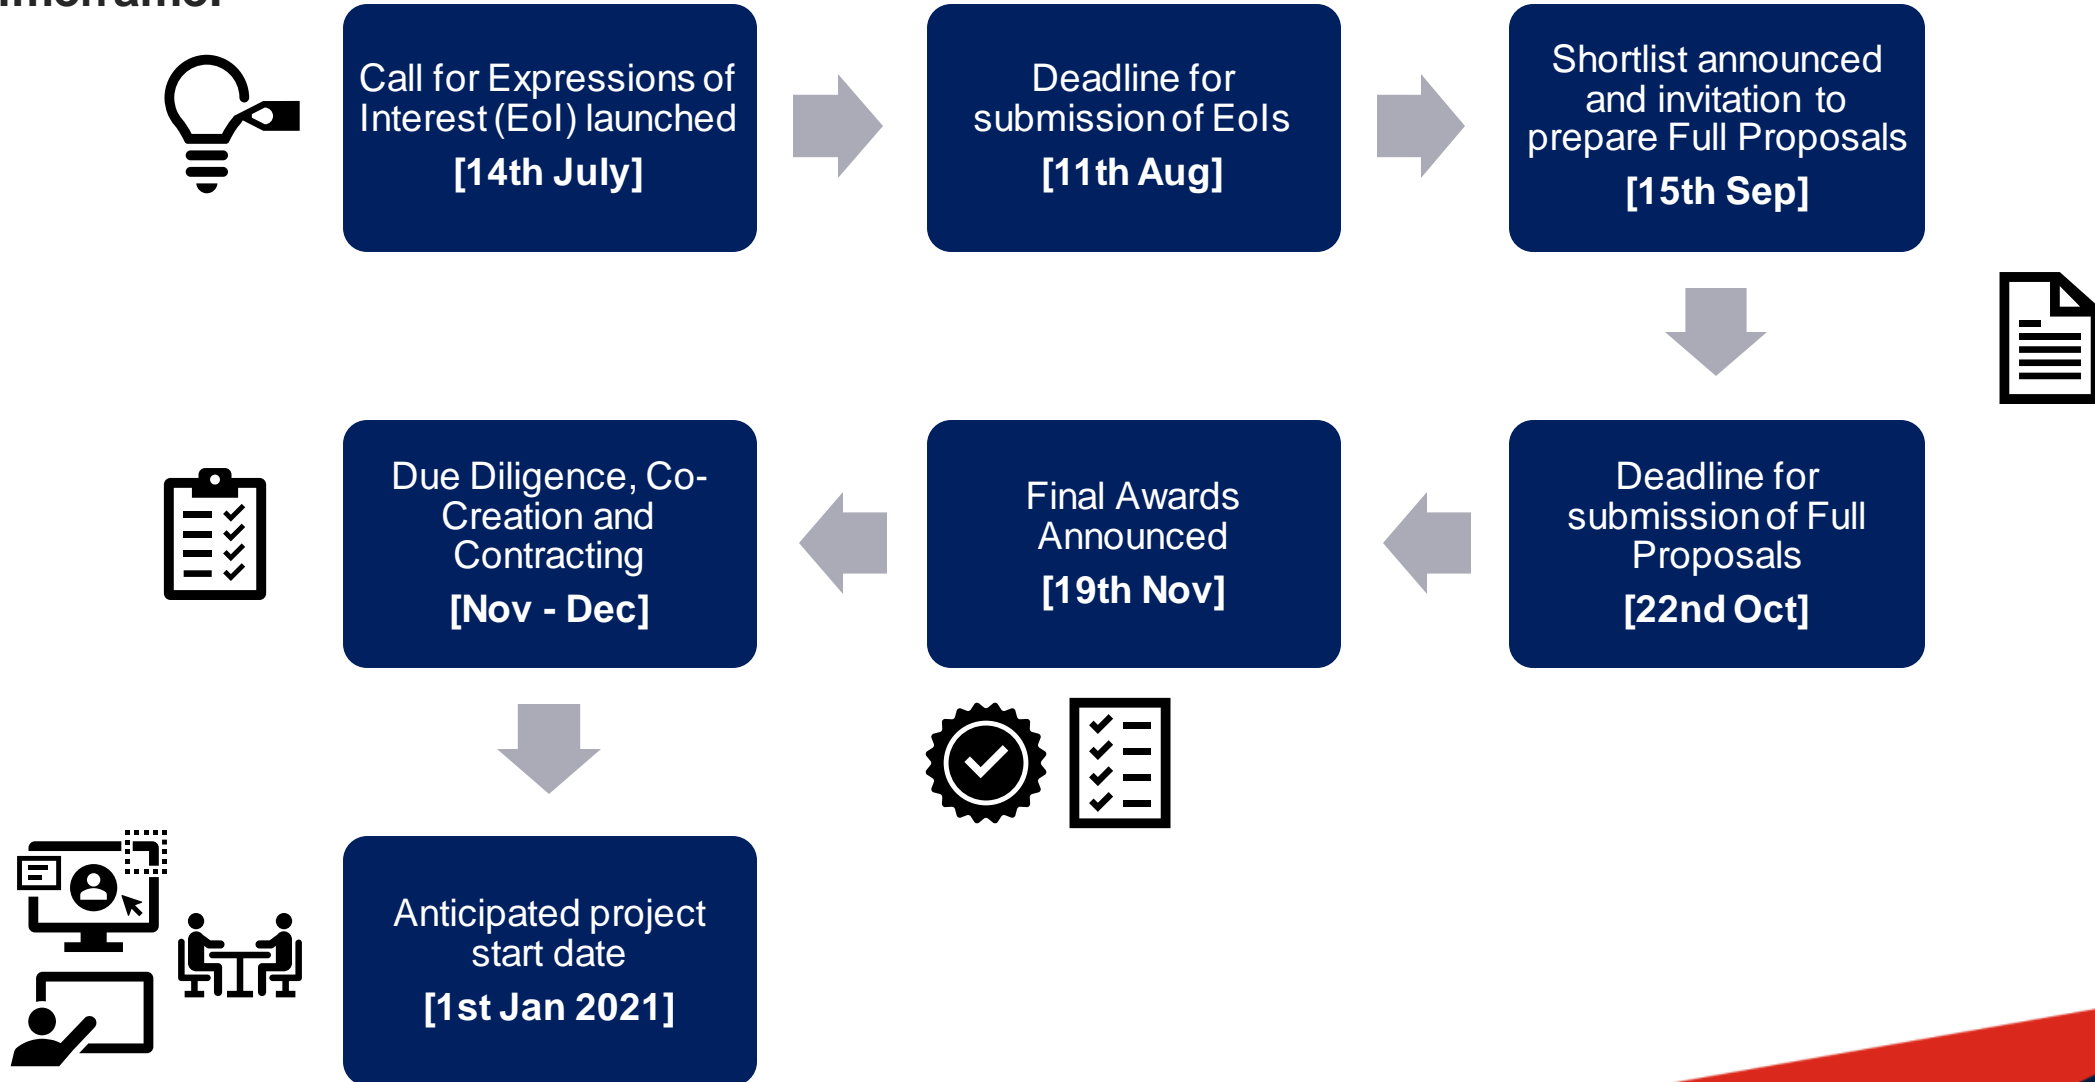 Call for Expressions of
Interest (EoI) launched
[14th July]
Deadline for
submission of EoIs
[11th Aug]
Shortlist announced
and invitation to
prepare Full Proposals
[15th Sep]
Due Diligence, Co-
Creation and
Contracting
[Nov - Dec]
Final Awards
Announced
[19th Nov]
Deadline for
submission of Full
Proposals
[22nd Oct]
Anticipated project
start date
[1st Jan 2021]